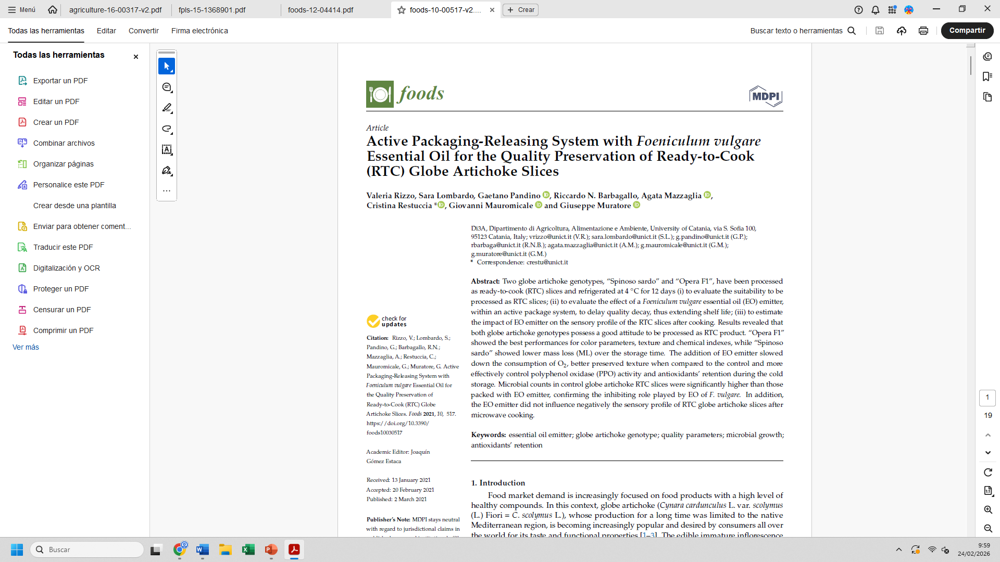 Menú
agriculture-16-00317-v2.pdf
fpls-15-1368901.pdf
foods-12-04414.pdf
foods-10-00517-v2....
Crear
Todas las herramientas
Editar
Convertir
Firma electrónica
Buscar texto o herramientas
Compartir
Todas las herramientas
Exportar un PDF
Editar un PDF
Crear un PDF
Combinar archivos
Organizar páginas
Personalice este PDF
Crear desde una plantilla
Enviar para obtener coment...
Traducir este PDF
Digitalización y OCR
Proteger un PDF
Censurar un PDF
Comprimir un PDF
Ver más
foods
MDPI
Article
Active Packaging-Releasing System with Foeniculum vulgare
Essential Oil for the Quality Preservation of Ready-to-Cook
(RTC) Globe Artichoke Slices
Valeria Rizzo, Sara Lombardo, Gaetano Pandino, Riccardo N. Barbagallo, Agata Mazzaglia,
Cristina Restuccia *, Giovanni Mauromicale and Giuseppe Muratore
Di3A, Dipartimento di Agricoltura, Alimentazione e Ambiente, University of Catania, via S. Sofia 100,
95123 Catania, Italy; vrizzo@unict.it (V.R.); sara.lombardo@unict.it (S.L.); g.pandino@unict.it (G.P.);
rbarbaga@unict.it (R.N.B.); agata.mazzaglia@unict.it (A.M.); g.mauromicale@unict.it (G.M.);
g.muratore@unict.it (G.M.)
* Correspondence: crestu@unict.it
Abstract: Two globe artichoke genotypes, “Spinoso sardo” and “Opera F1”, have been processed
as ready-to-cook (RTC) slices and refrigerated at 4 °C for 12 days (i) to evaluate the suitability to be
processed as RTC slices; (ii) to evaluate the effect of a Foeniculum vulgare essential oil (EO) emitter,
within an active package system, to delay quality decay, thus extending shelf life; (iii) to estimate
the impact of EO emitter on the sensory profile of the RTC slices after cooking. Results revealed that
both globe artichoke genotypes possess a good attitude to be processed as RTC product. “Opera F1”
showed the best performances for color parameters, texture and chemical indexes, while “Spinoso
sardo” showed lower mass loss (ML) over the storage time. The addition of EO emitter slowed
down the consumption of O2, better preserved texture when compared to the control and more
effectively control polyphenol oxidase (PPO) activity and antioxidants’ retention during the cold
storage. Microbial counts in control globe artichoke RTC slices were significantly higher than those
packed with EO emitter, confirming the inhibiting role played by EO of F. vulgare. In addition,
the EO emitter did not influence negatively the sensory profile of RTC globe artichoke slices after
microwave cooking.
Keywords: essential oil emitter; globe artichoke genotype; quality parameters; microbial growth;
antioxidants’ retention
check for
updates
Citation: Rizzo, V.; Lombardo, S.;
Pandino, G.; Barbagallo, R.N.;
Mazzaglia, A.; Restuccia, C.;
Mauromicale, G.; Muratore, G. Active
Packaging-Releasing System with
Foeniculum vulgare Essential Oil for
the Quality Preservation of
Ready-to-Cook (RTC) Globe
Artichoke Slices. Foods 2021, 10, 517.
https://doi.org/10.3390/
foods10030517
Academic Editor: Joaquín
Gómez Estaca
Received: 13 January 2021
Accepted: 20 February 2021
Published: 2 March 2021
Publisher’s Note: MDPI stays neutral
with regard to jurisdictional claims in
1. Introduction
Food market demand is increasingly focused on food products with a high level of
healthy compounds. In this context, globe artichoke (Cynara cardunculus L. var. scolymus
(L.) Fiori = C. scolymus L.), whose production for a long time was limited to the native
Mediterranean region, is becoming increasingly popular and desired by consumers all over
the world for its taste and functional properties [1–3]. The edible immature inflorescence
1
19
Buscar
9:59
24/02/2026